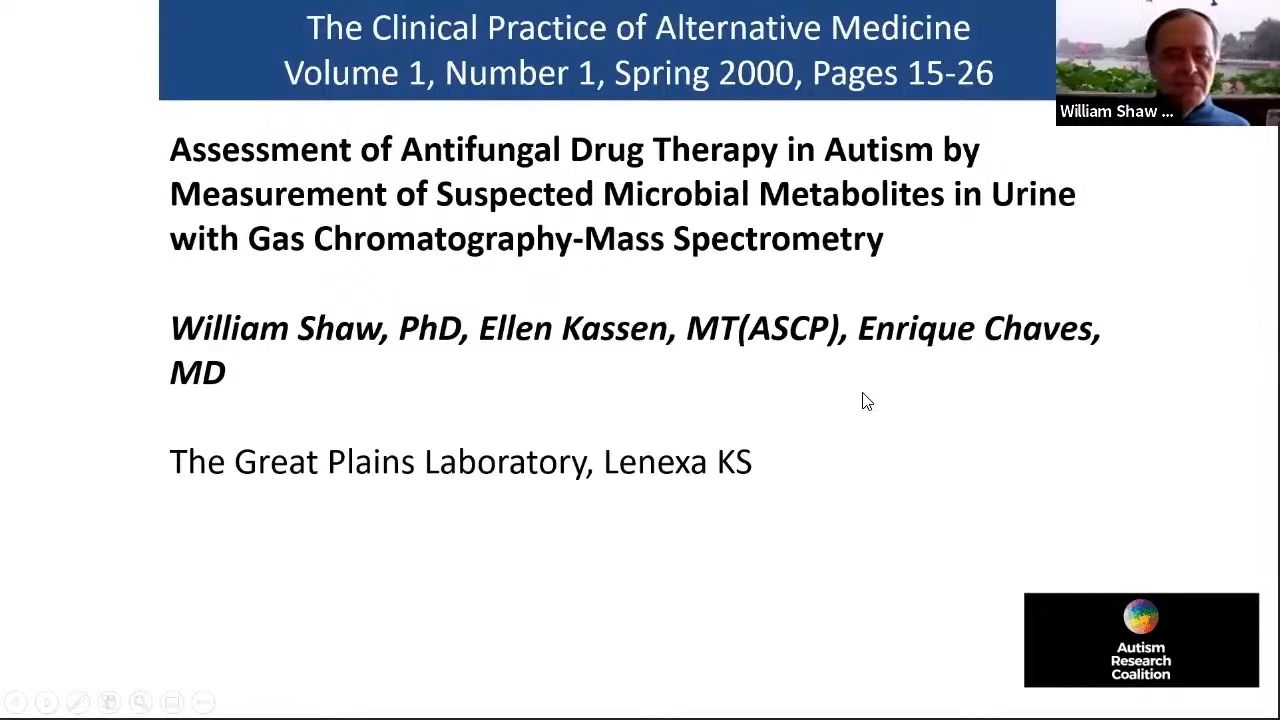 The Clinical Practice of Alternative Medicine
Volume 1, Number 1, Spring 2000, Pages 15-26
William Shaw ...
Assessment of Antifungal Drug Therapy in Autism by
Measurement of Suspected Microbial Metabolites in Urine
with Gas Chromatography-Mass Spectrometry
William Shaw, PhD, Ellen Kassen, MT(ASCP), Enrique Chaves,
MD
The Great Plains Laboratory, Lenexa KS
Autism
Research
Coalition